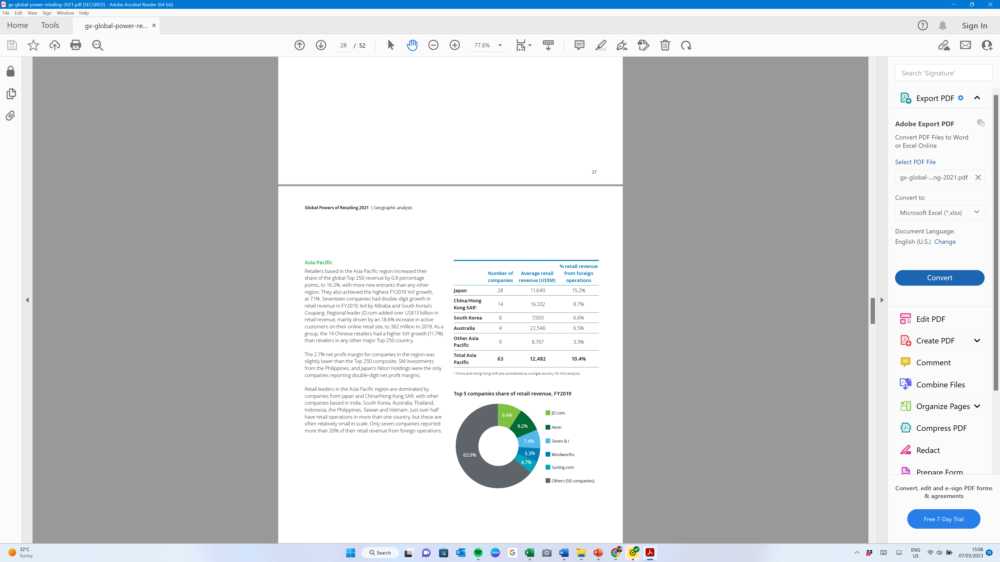 gx-global-power-retailing-2021.pdf (SECURED) - Adobe Acrobat Reader (64-bit)
File Edit View Sign Window Help
Home Tools gx-global-power-re... ×
Sign In
28 / 52
77.6%
27
Global Powers of Retailing 2021 | Geographic analysis
Asia Pacific
Retailers based in the Asia Pacific region increased their
share of the global Top 250 revenue by 0.8 percentage
points, to 16.2%, with more new entrants than any other
region. They also achieved the highest FY2019 YoY growth,
at 7.1%. Seventeen companies had double-digit growth in
retail revenue in FY2019, led by Alibaba and South Korea's
Coupang. Regional leader JD.com added over US$13 billion in
retail revenue, mainly driven by an 18.6% increase in active
customers on their online retail site, to 362 million in 2019. As a
group, the 14 Chinese retailers had a higher YoY growth (11.7%)
than retailers in any other major Top 250 country.
The 2.7% net profit margin for companies in the region was
slightly lower than the Top 250 composite. SM Investments
from the Philippines, and Japan's Nitori Holdings were the only
companies reporting double-digit net profit margins.
Retail leaders in the Asia Pacific region are dominated by
companies from Japan and China/Hong Kong SAR, with other
companies based in India, South Korea, Australia, Thailand,
Indonesia, the Philippines, Taiwan and Vietnam. Just over half
have retail operations in more than one country, but these are
often relatively small in scale. Only seven companies reported
more than 20% of their retail revenue from foreign operations.
% retail revenue
Number of Average retail from foreign
companies revenue (US$M) operations
Japan 28 11,640 15.2%
China/Hong
Kong SAR¹ 14 16,332 8.7%
South Korea 8 7,903 6.6%
Australia 4 22,546 6.5%
Other Asia
Pacific 9 8,707 3.3%
Total Asia
Pacific 63 12,482 10.4%
¹ China and Hong Kong SAR are considered as a single country for this analysis
Top 5 companies share of retail revenue, FY2019
9.4%
9.2%
7.4%
5.3%
4.7%
63.9%
JD.com
Aeon
Seven & i
Woolworths
Suning.com
Others (58 companies)
Search 'Signature'
Export PDF
Adobe Export PDF
Convert PDF Files to Word
or Excel Online
Select PDF File
gx-global-...ng-2021.pdf
Convert to
Microsoft Excel (*.xlsx)
Document Language:
English (U.S.) Change
Convert
Edit PDF
Create PDF
Comment
Combine Files
Organize Pages
Compress PDF
Redact
Prepare Form
Convert, edit and e-sign PDF forms
& agreements
Free 7-Day Trial
32°C
Sunny
Search
ENG
US
15:08
07/03/2023
19